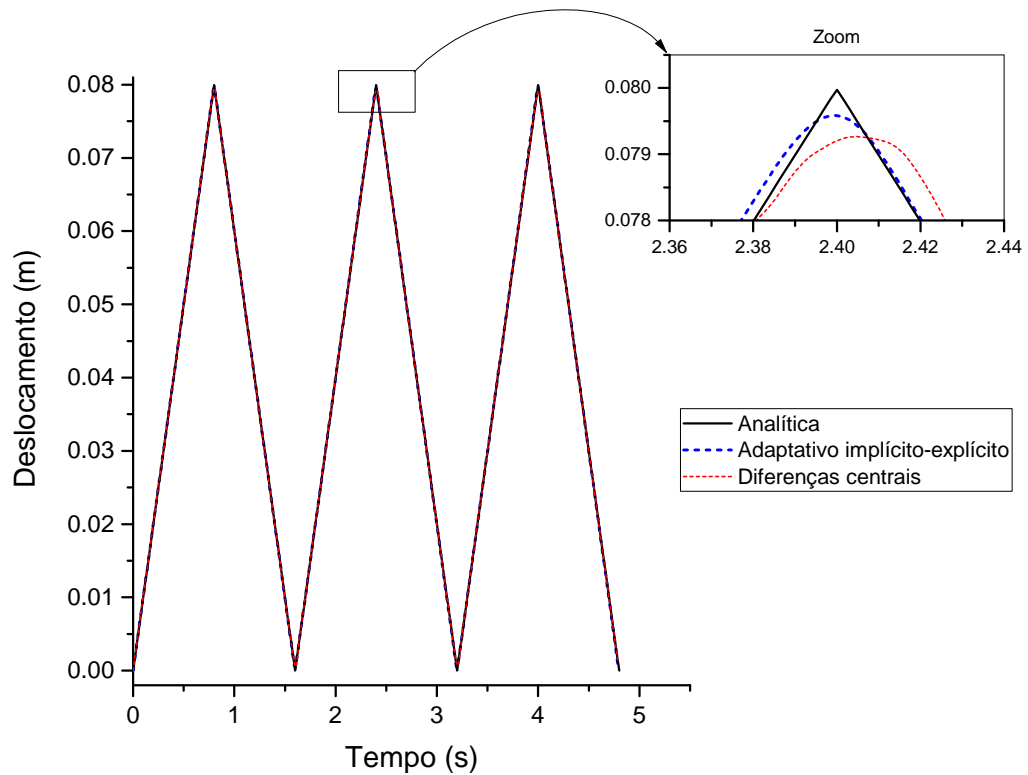 Zoom
0.080
0.079
0.078
2.36 2.38 2.40 2.42 2.44
0.08
0.07
0.06
0.05
0.04
0.03
0.02
0.01
0.00
0 1 2 3 4 5
Deslocamento (m)
Tempo (s)
Analítica
Adaptativo implícito-explícito
Diferenças centrais